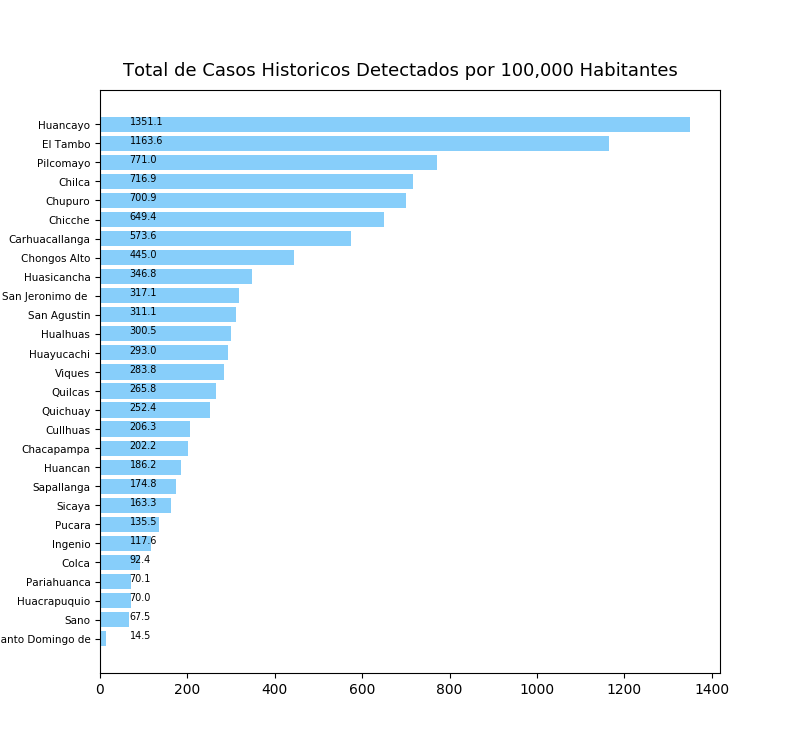 Total de Casos Historicos Detectados por 100,000 Habitantes
Huancayo 1351.1
El Tambo 1163.6
Pilcomayo 771.0
Chilca 716.9
Chupuro 700.9
Chicche 649.4
Carhuacallanga 573.6
Chongos Alto 445.0
Huasicancha 346.8
San Jeronimo de 317.1
San Agustin 311.1
Hualhuas 300.5
Huayucachi 293.0
Viques 283.8
Quilcas 265.8
Quichuay 252.4
Cullhuas 206.3
Chacapampa 202.2
Huancan 186.2
Sapallanga 174.8
Sicaya 163.3
Pucara 135.5
Ingenio 117.6
Colca 92.4
Pariahuanca 70.1
Huacrapuquio 70.0
Sano 67.5
anto Domingo de 14.5
0 200 400 600 800 1000 1200 1400